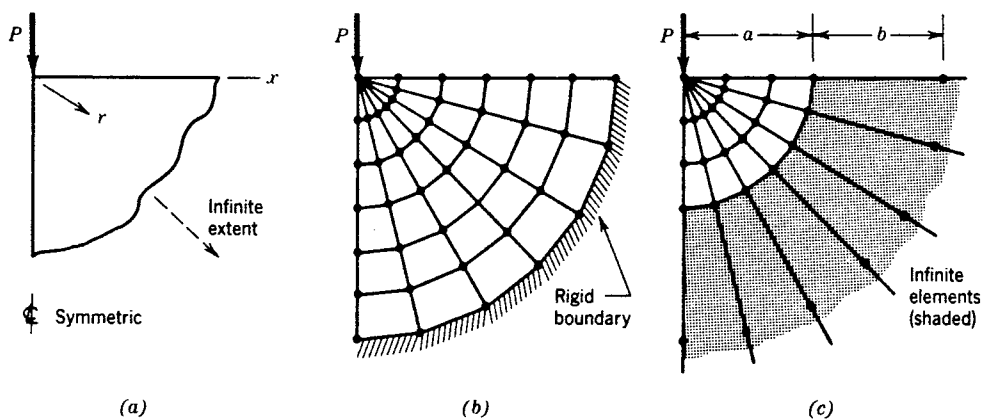 P
x
r
Infinite
extent
℄ Symmetric
(a)
P
Rigid
boundary
(b)
P
a
b
Infinite
elements
(shaded)
(c)